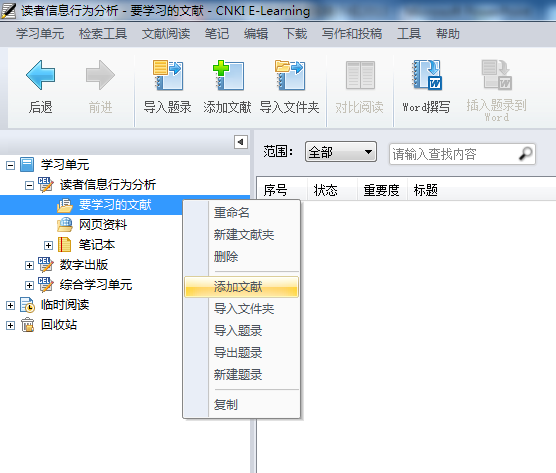 读者信息行为分析 - 要学习的文献 - CNKI E-Learning
学习单元 检索工具 文献阅读 笔记 编辑 下载 写作和投稿 工具 帮助
后退 前进 导入题录 添加文献 导入文件夹 对比阅读 Word撰写 插入题录到
Word
范围: 全部 请输入查找内容
序号 状态 重要度 标题
学习单元
读者信息行为分析
要学习的文献
网页资料
笔记本
数字出版
综合学习单元
临时阅读
回收站
重命名
新建文献夹
删除
添加文献
导入文件夹
导入题录
导出题录
新建题录
复制